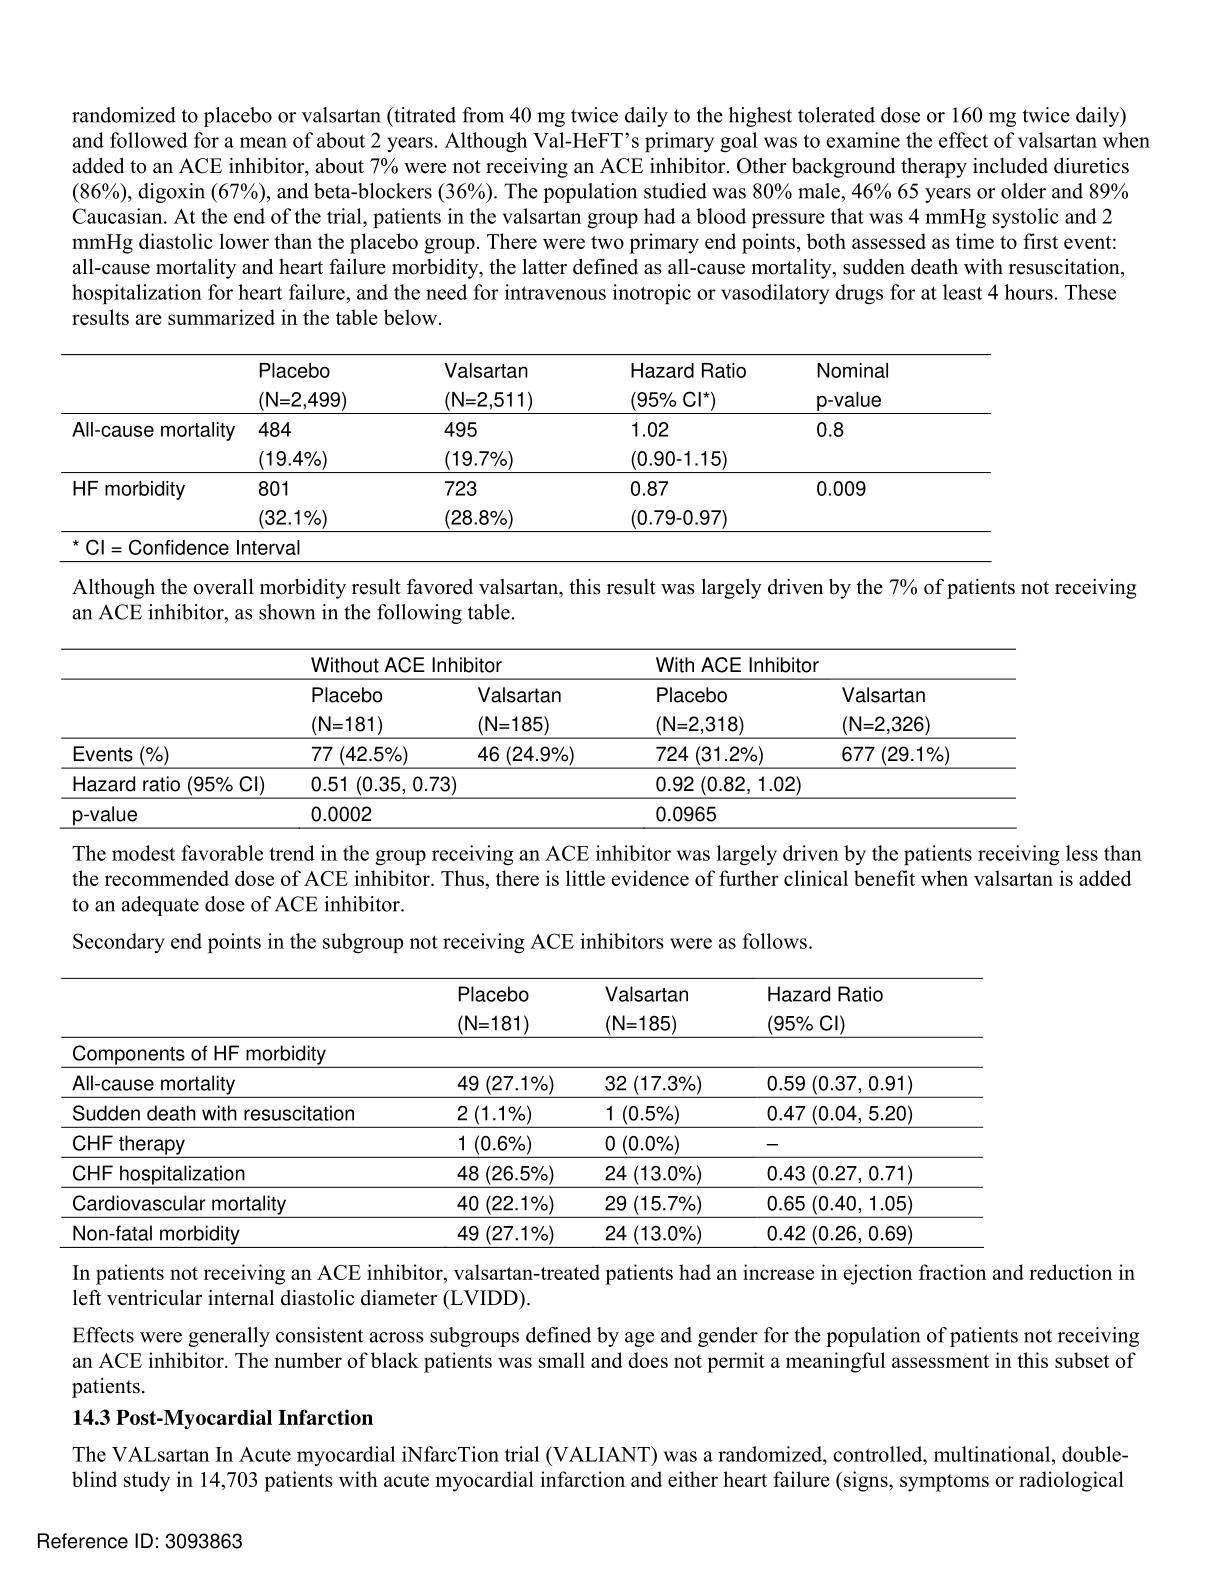 randomized to placebo or valsartan (titrated from 40 mg twice daily to the highest tolerated dose or 160 mg twice daily)
and followed for a mean of about 2 years. Although Val-HeFT’s primary goal was to examine the effect of valsartan when
added to an ACE inhibitor, about 7% were not receiving an ACE inhibitor. Other background therapy included diuretics
(86%), digoxin (67%), and beta-blockers (36%). The population studied was 80% male, 46% 65 years or older and 89%
Caucasian. At the end of the trial, patients in the valsartan group had a blood pressure that was 4 mmHg systolic and 2
mmHg diastolic lower than the placebo group. There were two primary end points, both assessed as time to first event:
all-cause mortality and heart failure morbidity, the latter defined as all-cause mortality, sudden death with resuscitation,
hospitalization for heart failure, and the need for intravenous inotropic or vasodilatory drugs for at least 4 hours. These
results are summarized in the table below.
Placebo Valsartan Hazard Ratio Nominal
(N=2,499) (N=2,511) (95% CI*) p-value
All-cause mortality 484 495 1.02 0.8
(19.4%) (19.7%) (0.90-1.15)
HF morbidity 801 723 0.87 0.009
(32.1%) (28.8%) (0.79-0.97)
* CI = Confidence Interval
Although the overall morbidity result favored valsartan, this result was largely driven by the 7% of patients not receiving
an ACE inhibitor, as shown in the following table.
Without ACE Inhibitor With ACE Inhibitor
Placebo Valsartan Placebo Valsartan
(N=181) (N=185) (N=2,318) (N=2,326)
Events (%) 77 (42.5%) 46 (24.9%) 724 (31.2%) 677 (29.1%)
Hazard ratio (95% CI) 0.51 (0.35, 0.73) 0.92 (0.82, 1.02)
p-value 0.0002 0.0965
The modest favorable trend in the group receiving an ACE inhibitor was largely driven by the patients receiving less than
the recommended dose of ACE inhibitor. Thus, there is little evidence of further clinical benefit when valsartan is added
to an adequate dose of ACE inhibitor.
Secondary end points in the subgroup not receiving ACE inhibitors were as follows.
Placebo Valsartan Hazard Ratio
(N=181) (N=185) (95% CI)
Components of HF morbidity
All-cause mortality 49 (27.1%) 32 (17.3%) 0.59 (0.37, 0.91)
Sudden death with resuscitation 2 (1.1%) 1 (0.5%) 0.47 (0.04, 5.20)
CHF therapy 1 (0.6%) 0 (0.0%) –
CHF hospitalization 48 (26.5%) 24 (13.0%) 0.43 (0.27, 0.71)
Cardiovascular mortality 40 (22.1%) 29 (15.7%) 0.65 (0.40, 1.05)
Non-fatal morbidity 49 (27.1%) 24 (13.0%) 0.42 (0.26, 0.69)
In patients not receiving an ACE inhibitor, valsartan-treated patients had an increase in ejection fraction and reduction in
left ventricular internal diastolic diameter (LVIDD).
Effects were generally consistent across subgroups defined by age and gender for the population of patients not receiving
an ACE inhibitor. The number of black patients was small and does not permit a meaningful assessment in this subset of
patients.
14.3 Post-Myocardial Infarction
The VALsartan In Acute myocardial iNfarcTion trial (VALIANT) was a randomized, controlled, multinational, double-
blind study in 14,703 patients with acute myocardial infarction and either heart failure (signs, symptoms or radiological
Reference ID: 3093863